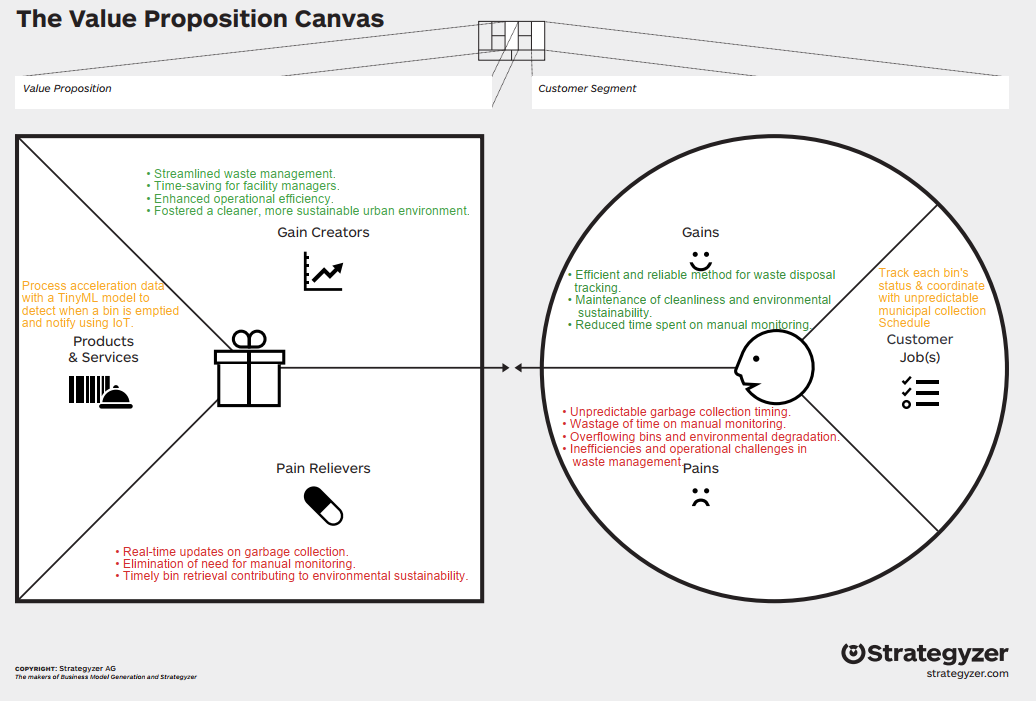 The Value Proposition Canvas
Value Proposition
Customer Segment
• Streamlined waste management.
• Time-saving for facility managers.
• Enhanced operational efficiency.
• Fostered a cleaner, more sustainable urban environment.
Gain Creators
Process acceleration data
with a TinyML model to
detect when a bin is emptied
and notify using IoT.
Products
& Services
Pain Relievers
• Real-time updates on garbage collection.
• Elimination of need for manual monitoring.
• Timely bin retrieval contributing to environmental sustainability.
Gains
• Efficient and reliable method for waste disposal
tracking.
• Maintenance of cleanliness and environmental
sustainability.
• Reduced time spent on manual monitoring.
Track each bin's
status & coordinate
with unpredictable
municipal collection
Schedule
Customer
Job(s)
• Unpredictable garbage collection timing.
• Wastage of time on manual monitoring.
• Overflowing bins and environmental degradation.
• Inefficiencies and operational challenges in
waste management.
Pains
COPYRIGHT: Strategyzer AG
The makers of Business Model Generation and Strategyzer
Strategyzer
strategyzer.com